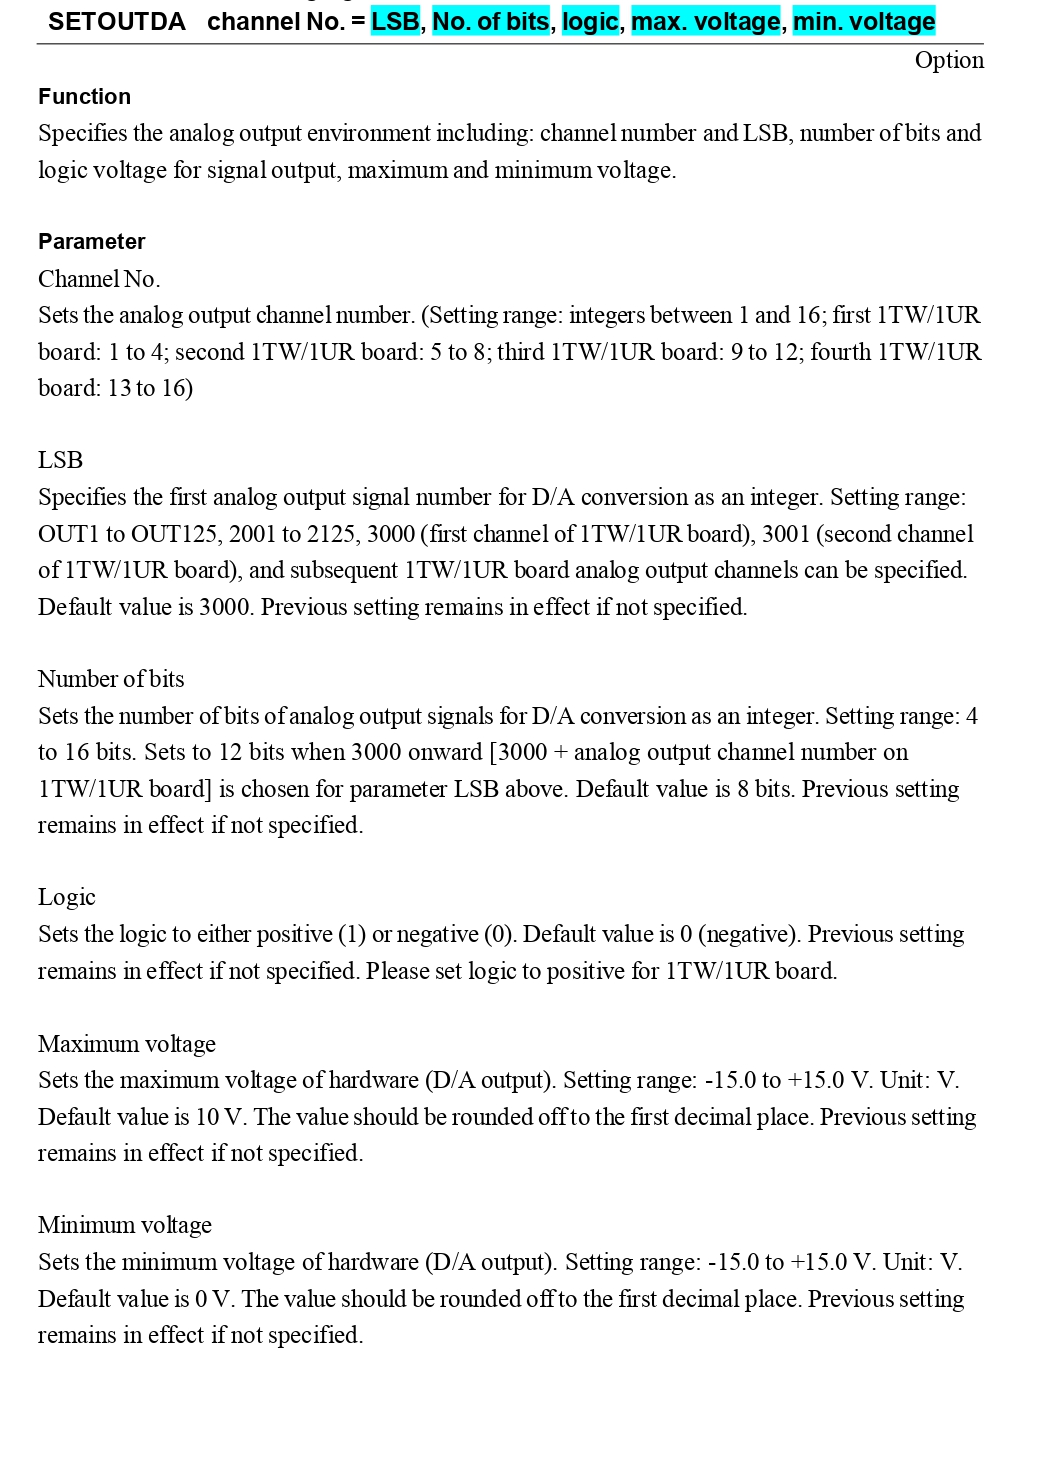 SETOUTDA channel No. = LSB, No. of bits, logic, max. voltage, min. voltage
Option
Function
Specifies the analog output environment including: channel number and LSB, number of bits and
logic voltage for signal output, maximum and minimum voltage.
Parameter
Channel No.
Sets the analog output channel number. (Setting range: integers between 1 and 16; first 1TW/1UR
board: 1 to 4; second 1TW/1UR board: 5 to 8; third 1TW/1UR board: 9 to 12; fourth 1TW/1UR
board: 13 to 16)
LSB
Specifies the first analog output signal number for D/A conversion as an integer. Setting range:
OUT1 to OUT125, 2001 to 2125, 3000 (first channel of 1TW/1UR board), 3001 (second channel
of 1TW/1UR board), and subsequent 1TW/1UR board analog output channels can be specified.
Default value is 3000. Previous setting remains in effect if not specified.
Number of bits
Sets the number of bits of analog output signals for D/A conversion as an integer. Setting range: 4
to 16 bits. Sets to 12 bits when 3000 onward [3000 + analog output channel number on
1TW/1UR board] is chosen for parameter LSB above. Default value is 8 bits. Previous setting
remains in effect if not specified.
Logic
Sets the logic to either positive (1) or negative (0). Default value is 0 (negative). Previous setting
remains in effect if not specified. Please set logic to positive for 1TW/1UR board.
Maximum voltage
Sets the maximum voltage of hardware (D/A output). Setting range: -15.0 to +15.0 V. Unit: V.
Default value is 10 V. The value should be rounded off to the first decimal place. Previous setting
remains in effect if not specified.
Minimum voltage
Sets the minimum voltage of hardware (D/A output). Setting range: -15.0 to +15.0 V. Unit: V.
Default value is 0 V. The value should be rounded off to the first decimal place. Previous setting
remains in effect if not specified.